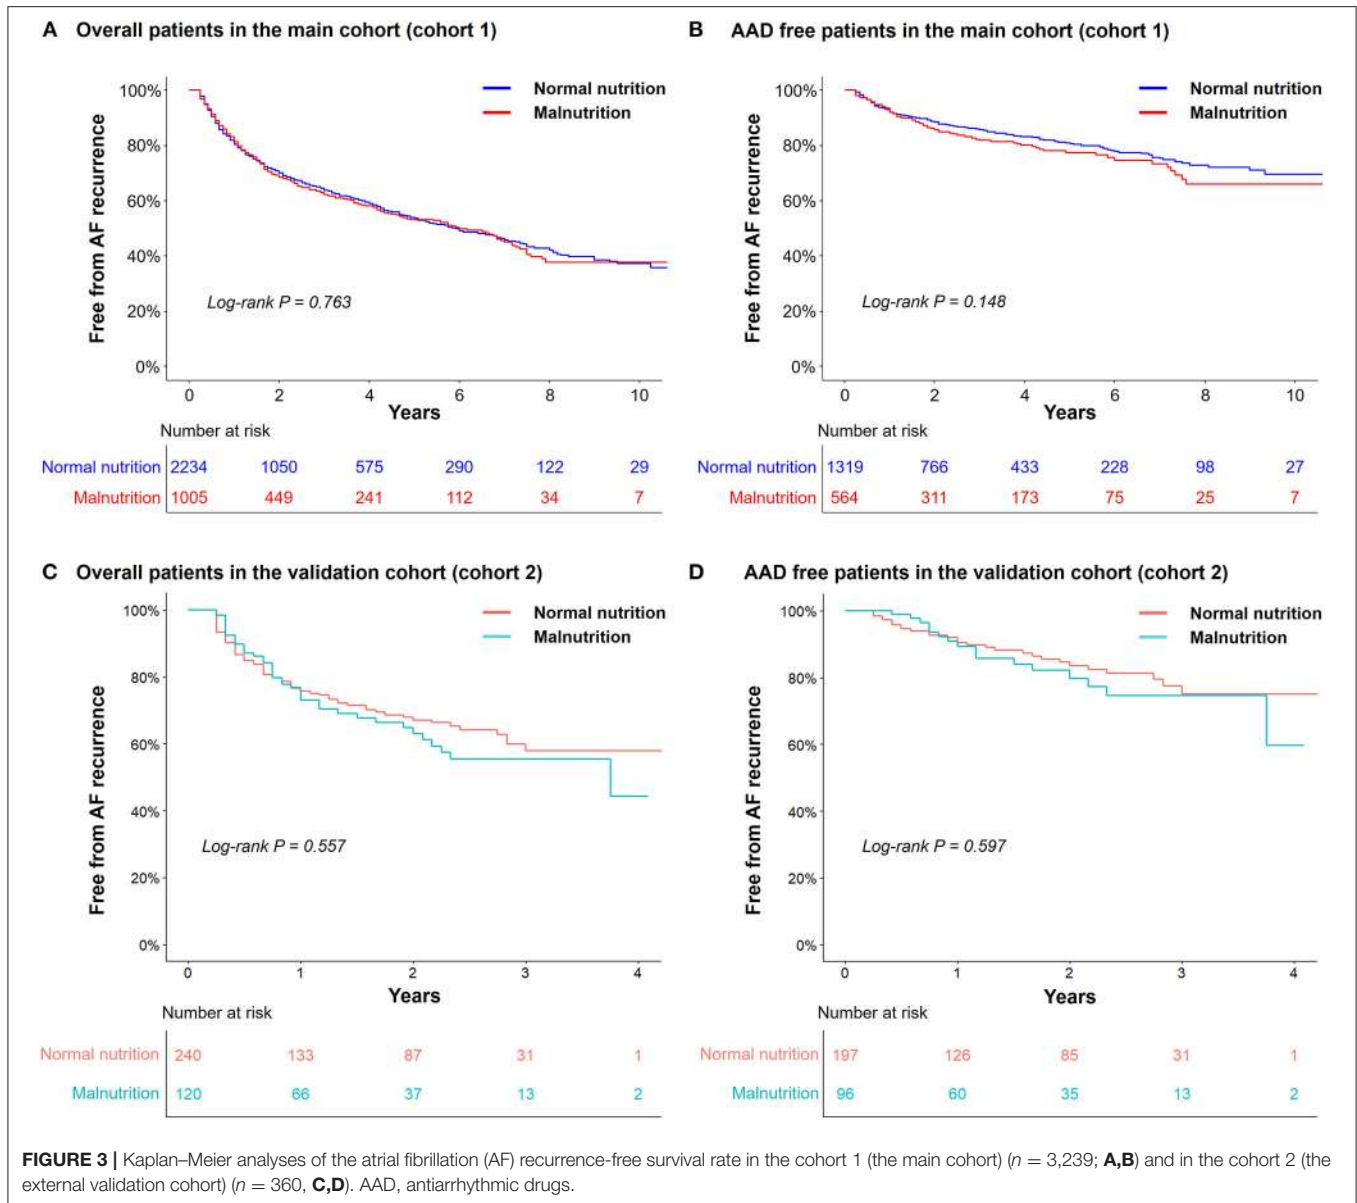 A Overall patients in the main cohort (cohort 1)
Normal nutrition
Malnutrition
100%
80%
60%
40%
20%
0%
Free from AF recurrence
Log-rank P = 0.763
0 2 4 6 8 10
Years
Number at risk
Normal nutrition 2234 1050 575 290 122 29
Malnutrition 1005 449 241 112 34 7
B AAD free patients in the main cohort (cohort 1)
Normal nutrition
Malnutrition
100%
80%
60%
40%
20%
0%
Free from AF recurrence
Log-rank P = 0.148
0 2 4 6 8 10
Years
Number at risk
Normal nutrition 1319 766 433 228 98 27
Malnutrition 564 311 173 75 25 7
C Overall patients in the validation cohort (cohort 2)
Normal nutrition
Malnutrition
100%
80%
60%
40%
20%
0%
Free from AF recurrence
Log-rank P = 0.557
0 1 2 3 4
Years
Number at risk
Normal nutrition 240 133 87 31 1
Malnutrition 120 66 37 13 2
D AAD free patients in the validation cohort (cohort 2)
Normal nutrition
Malnutrition
100%
80%
60%
40%
20%
0%
Free from AF recurrence
Log-rank P = 0.597
0 1 2 3 4
Years
Number at risk
Normal nutrition 197 126 85 31 1
Malnutrition 96 60 35 13 2
FIGURE 3 | Kaplan–Meier analyses of the atrial fibrillation (AF) recurrence-free survival rate in the cohort 1 (the main cohort) (n = 3,239; A,B) and in the cohort 2 (the
external validation cohort) (n = 360, C,D). AAD, antiarrhythmic drugs.